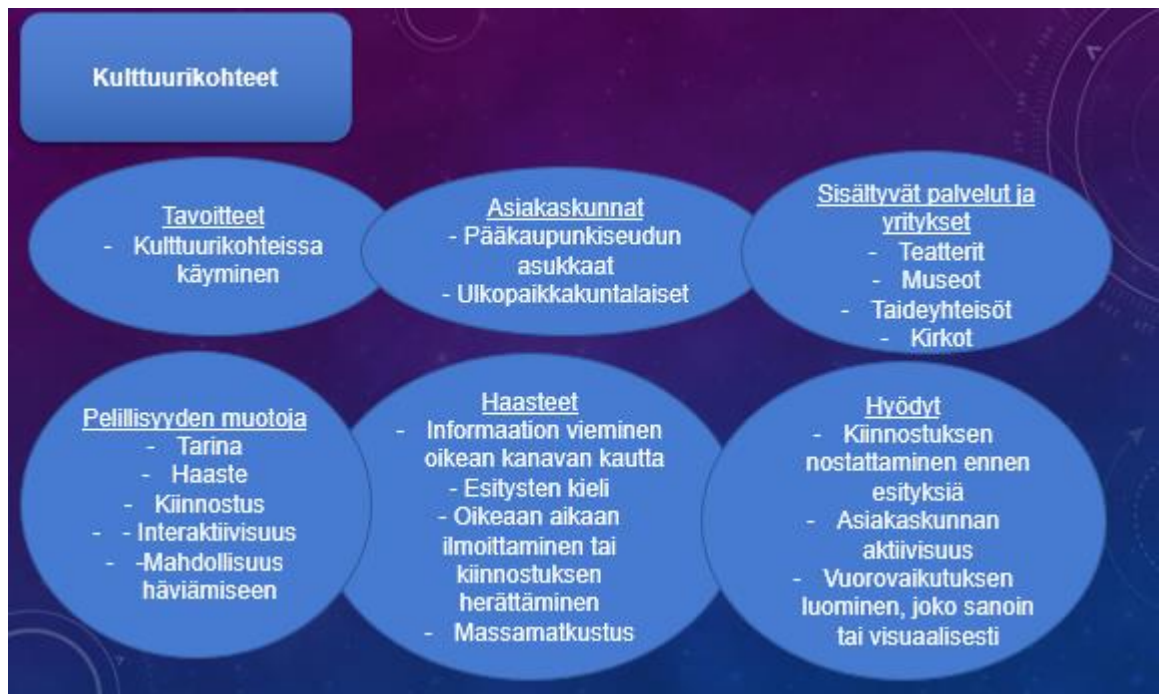 Kulttuurikohteet
Tavoitteet
- Kulttuurikohteissa
käyminen
Asiakaskunnat
- Pääkaupunkiseudun
asukkaat
- Ulkopaikkakuntalaiset
Sisältyvät palvelut ja
yritykset
- Teatterit
- Museot
- Taideyhteisöt
- Kirkot
Pelillisyyden muotoja
- Tarina
- Haaste
- Kiinnostus
- - Interaktiivisuus
- -Mahdollisuus
häviämiseen
Haasteet
- Informaation vieminen
oikean kanavan kautta
- Esitysten kieli
- Oikeaan aikaan
ilmoittaminen tai
kiinnostuksen
herättäminen
- Massamatkustus
Hyödyt
- Kiinnostuksen
nostattaminen ennen
esityksiä
- Asiakaskunnan
aktiivisuus
- Vuorovaikutuksen
luominen, joko sanoin
tai visuaalisesti